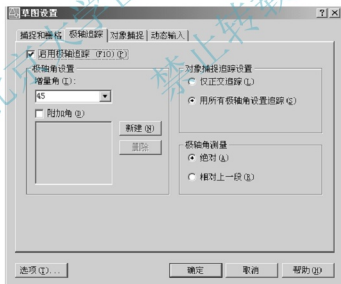 草图设置
捕捉和栅格 极轴追踪 对象捕捉 动态输入
启用极轴追踪 (F10)(P)
极轴角设置
增量角(I):
45
附加角(D)
新建(N)
删除
对象捕捉追踪设置
仅正交追踪(L)
用所有极轴角设置追踪(S)
极轴角测量
绝对(A)
相对上一段(R)
选项(T)... 确定 取消 帮助(H)